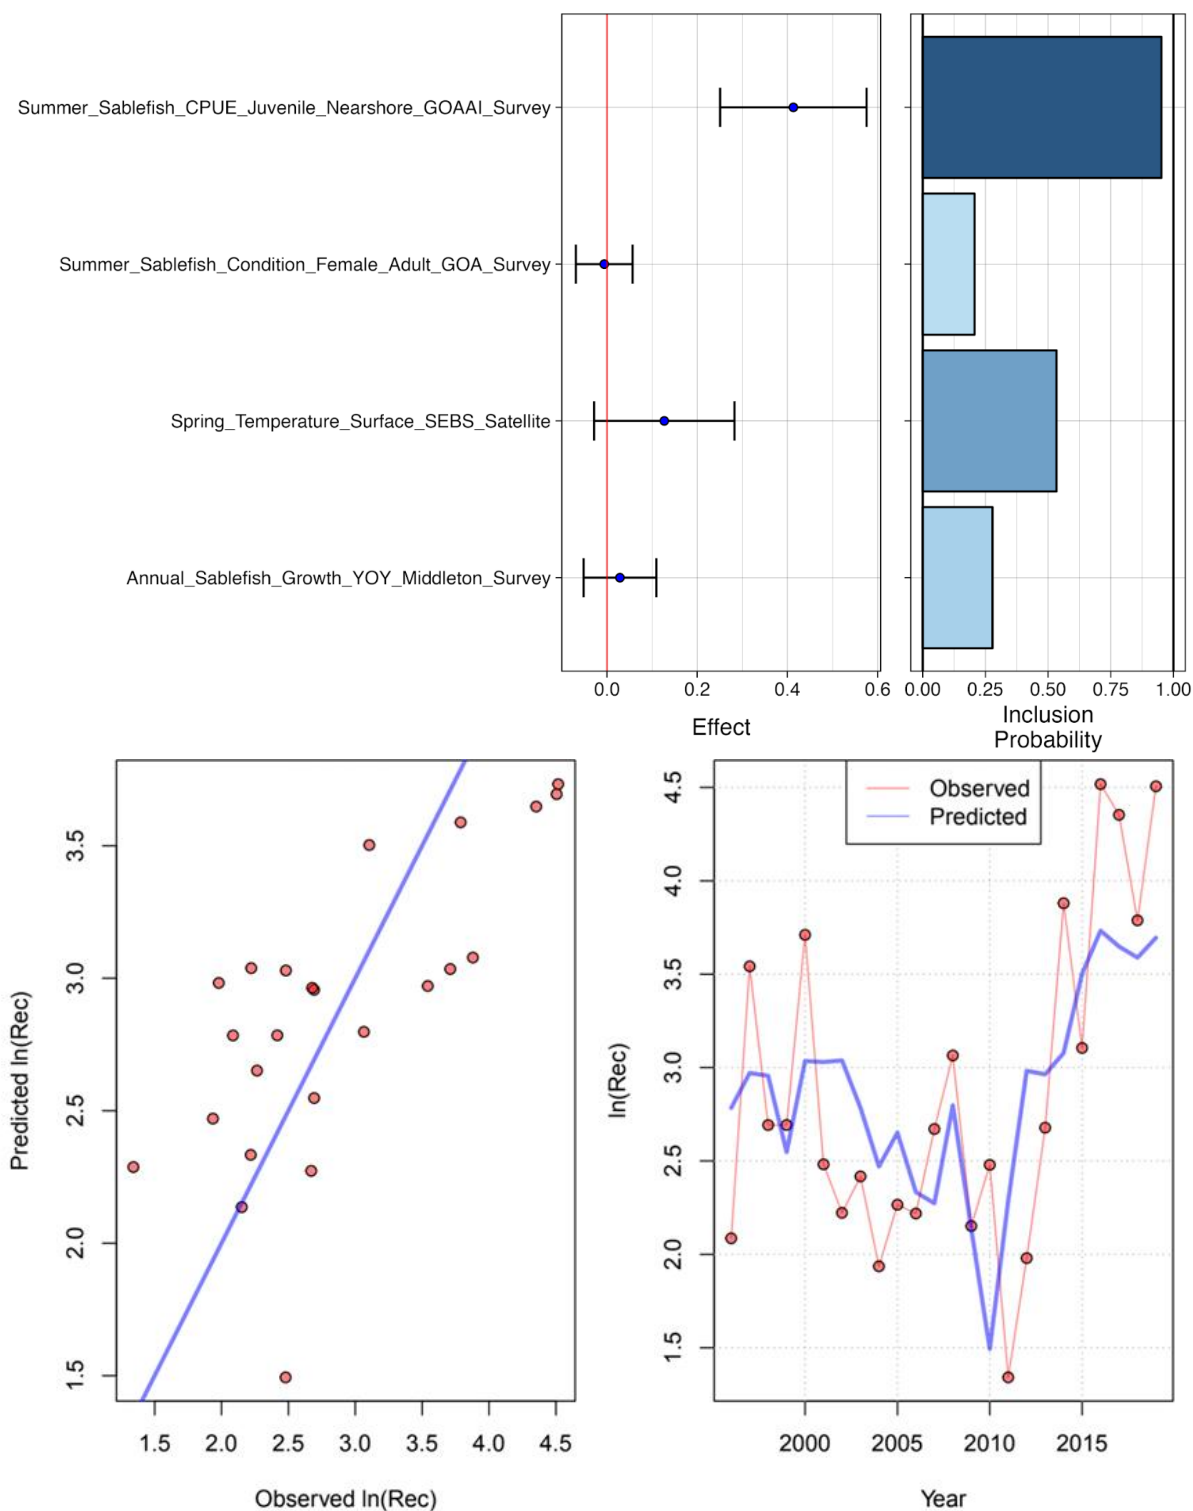 Summer_Sablefish_CPUE_Juvenile_Nearshore_GOAAI_Survey
Summer_Sablefish_Condition_Female_Adult_GOA_Survey
Spring_Temperature_Surface_SEBS_Satellite
Annual_Sablefish_Growth_YOY_Middleton_Survey
0.0 0.2 0.4 0.6
Effect
0.00 0.25 0.50 0.75 1.00
Inclusion
Probability
3.5
3.0
2.5
2.0
1.5
Predicted ln(Rec)
1.5 2.0 2.5 3.0 3.5 4.0 4.5
Observed ln(Rec)
Observed
Predicted
4.5
4.0
3.5
3.0
2.5
2.0
1.5
ln(Rec)
2000 2005 2010 2015
Year